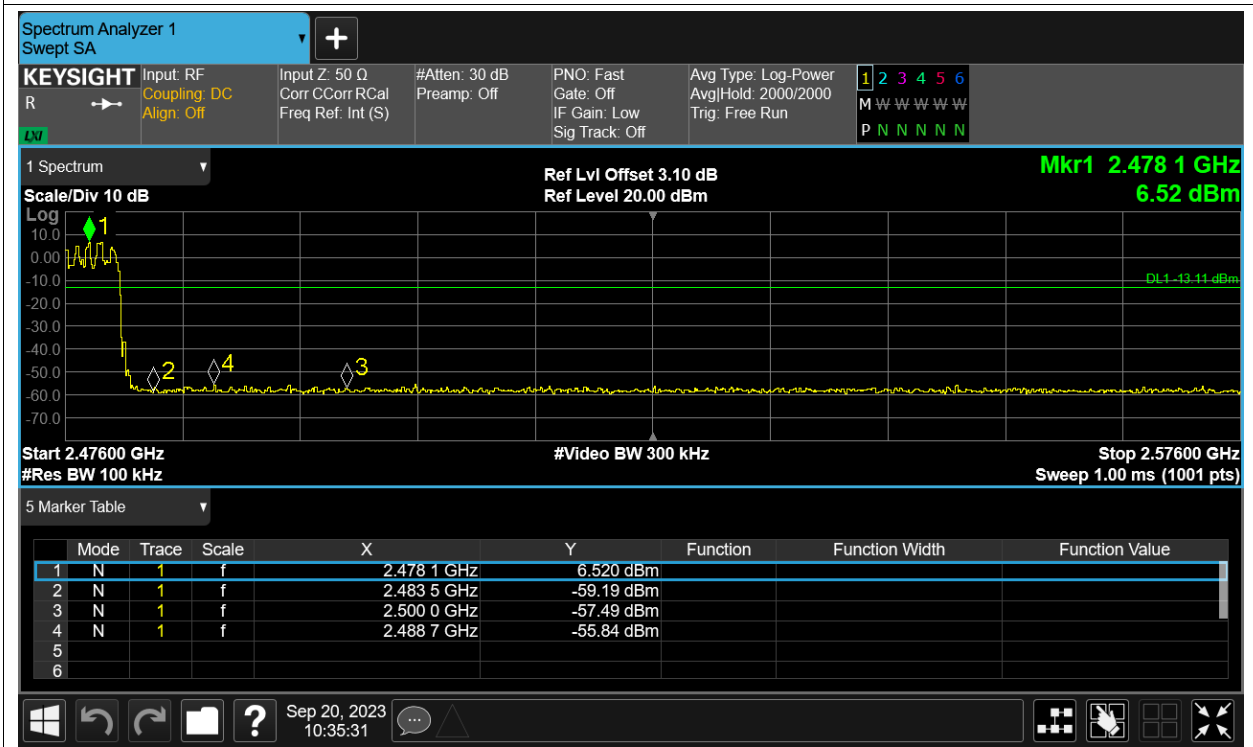 Spectrum Analyzer 1
Swept SA
KEYSIGHT
R
LXI
Input: RF
Coupling: DC
Align: Off
Input Z: 50 Ω
Corr CCorr RCal
Freq Ref: Int (S)
#Atten: 30 dB
Preamp: Off
PNO: Fast
Gate: Off
IF Gain: Low
Sig Track: Off
Avg Type: Log-Power
Avg|Hold: 2000/2000
Trig: Free Run
1 2 3 4 5 6
M W W W W W
P N N N N N
1 Spectrum
Scale/Div 10 dB
Ref Lvl Offset 3.10 dB
Ref Level 20.00 dBm
Mkr1 2.478 1 GHz
6.52 dBm
Log
10.0
0.00
-10.0
-20.0
-30.0
-40.0
-50.0
-60.0
-70.0
1
2
4
3
DL1 -13.11 dBm
Start 2.47600 GHz
#Video BW 300 kHz
Stop 2.57600 GHz
#Res BW 100 kHz
Sweep 1.00 ms (1001 pts)
5 Marker Table
Mode Trace Scale X Y Function Function Width Function Value
1 N 1 f 2.478 1 GHz 6.520 dBm
2 N 1 f 2.483 5 GHz -59.19 dBm
3 N 1 f 2.500 0 GHz -57.49 dBm
4 N 1 f 2.488 7 GHz -55.84 dBm
5
6
?
Sep 20, 2023
10:35:31